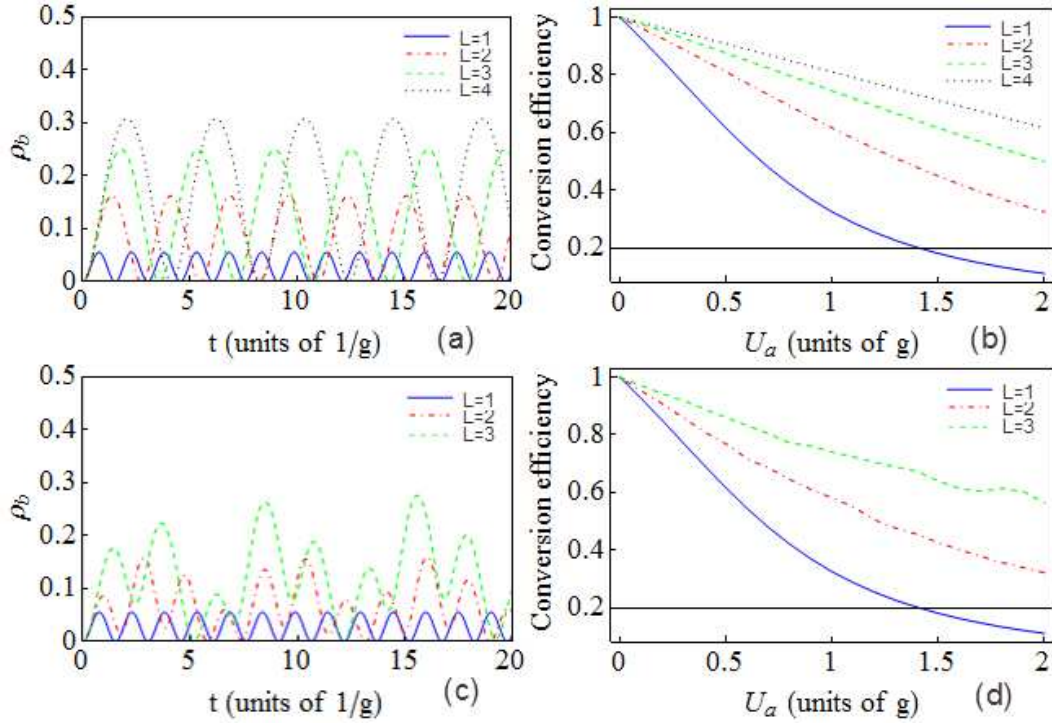 0.5
0.4
0.3
0.2
0.1
0
ρb
L=1
L=2
L=3
L=4
0 5 10 15 20
t (units of 1/g) (a)
1
0.8
0.6
0.4
0.2
Conversion efficiency
L=1
L=2
L=3
L=4
0 0.5 1 1.5 2
Ua (units of g) (b)
0.5
0.4
0.3
0.2
0.1
0
ρb
L=1
L=2
L=3
0 5 10 15 20
t (units of 1/g) (c)
1
0.8
0.6
0.4
0.2
Conversion efficiency
L=1
L=2
L=3
0 0.5 1 1.5 2
Ua (units of g) (d)